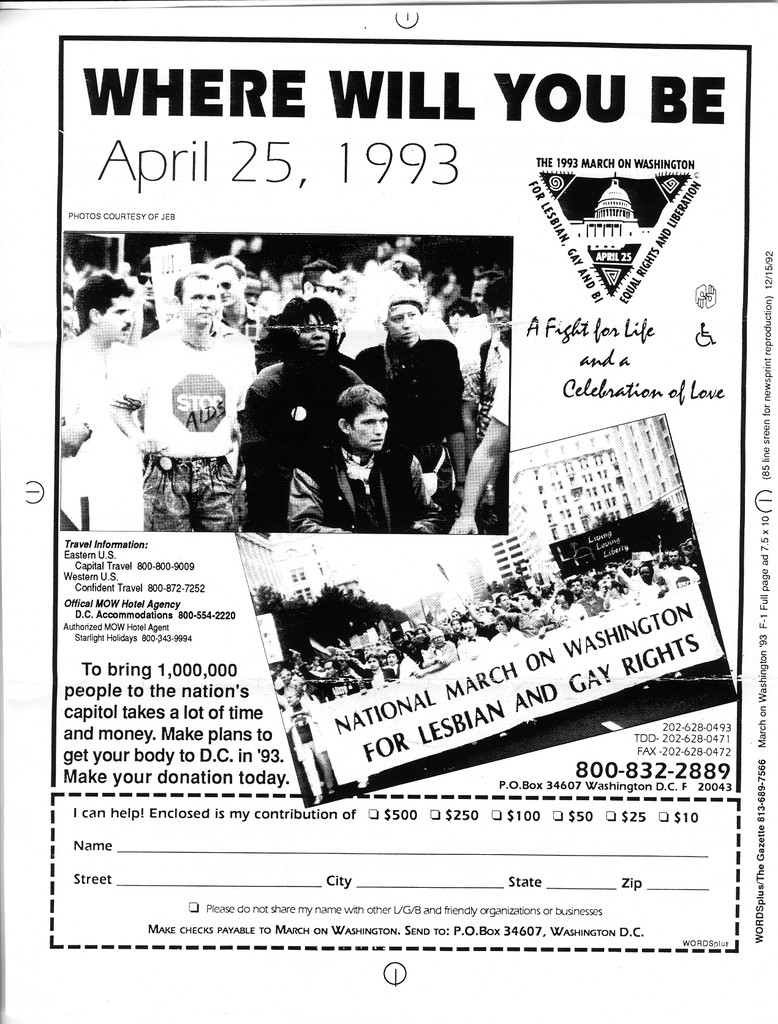 WHERE WILL YOU BE
April 25, 1993
THE 1993 MARCH ON WASHINGTON
FOR LESBIAN, GAY AND BI
EQUAL RIGHTS AND LIBERATION
APRIL 25
PHOTOS COURTESY OF JEB
A Fight for Life
and a
Celebration of Love
STOP
AIDS
Living
Loving
Liberty
NATIONAL MARCH ON WASHINGTON
FOR LESBIAN AND GAY RIGHTS
Travel Information:
Eastern U.S.
Capital Travel 800-800-9009
Western U.S.
Confident Travel 800-872-7252
Offical MOW Hotel Agency
D.C. Accommodations 800-554-2220
Authorized MOW Hotel Agent
Starlight Holidays 800-343-9994
To bring 1,000,000
people to the nation's
capitol takes a lot of time
and money. Make plans to
get your body to D.C. in '93.
Make your donation today.
202-628-0493
TDD- 202-628-0471
FAX -202-628-0472
800-832-2889
P.O.Box 34607 Washington D.C. F 20043
I can help! Enclosed is my contribution of ❏ $500 ❏ $250 ❏ $100 ❏ $50 ❏ $25 ❏ $10
Name
Street City State Zip
❏ Please do not share my name with other L/G/B and friendly organizations or businesses
MAKE CHECKS PAYABLE TO MARCH ON WASHINGTON. SEND TO: P.O.BOX 34607, WASHINGTON D.C.
WORDSplus
WORDSplus/The Gazette 813-689-7566 March on Washington '93 F-1 Full page ad 7.5 x 10 (85 line sreen for newsprint reproduction) 12/15/92